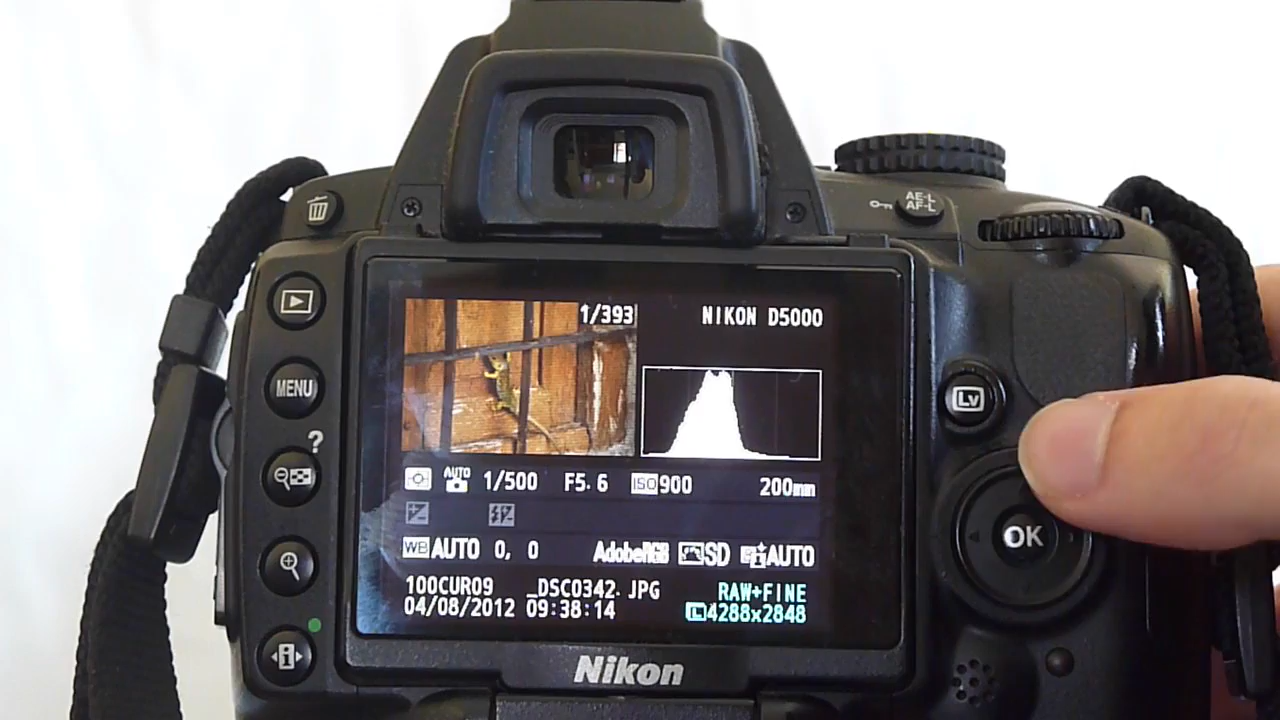 AE-L
AF-L
1/393
NIKON D5000
MENU
?
Lv
AUTO
1/500 F5.6 ISO900 200mm
WB AUTO 0, 0 AdobeRGB SD AUTO
OK
100CUR09 _DSC0342.JPG RAW+FINE
04/08/2012 09:38:14 L 4288x2848
i
Nikon